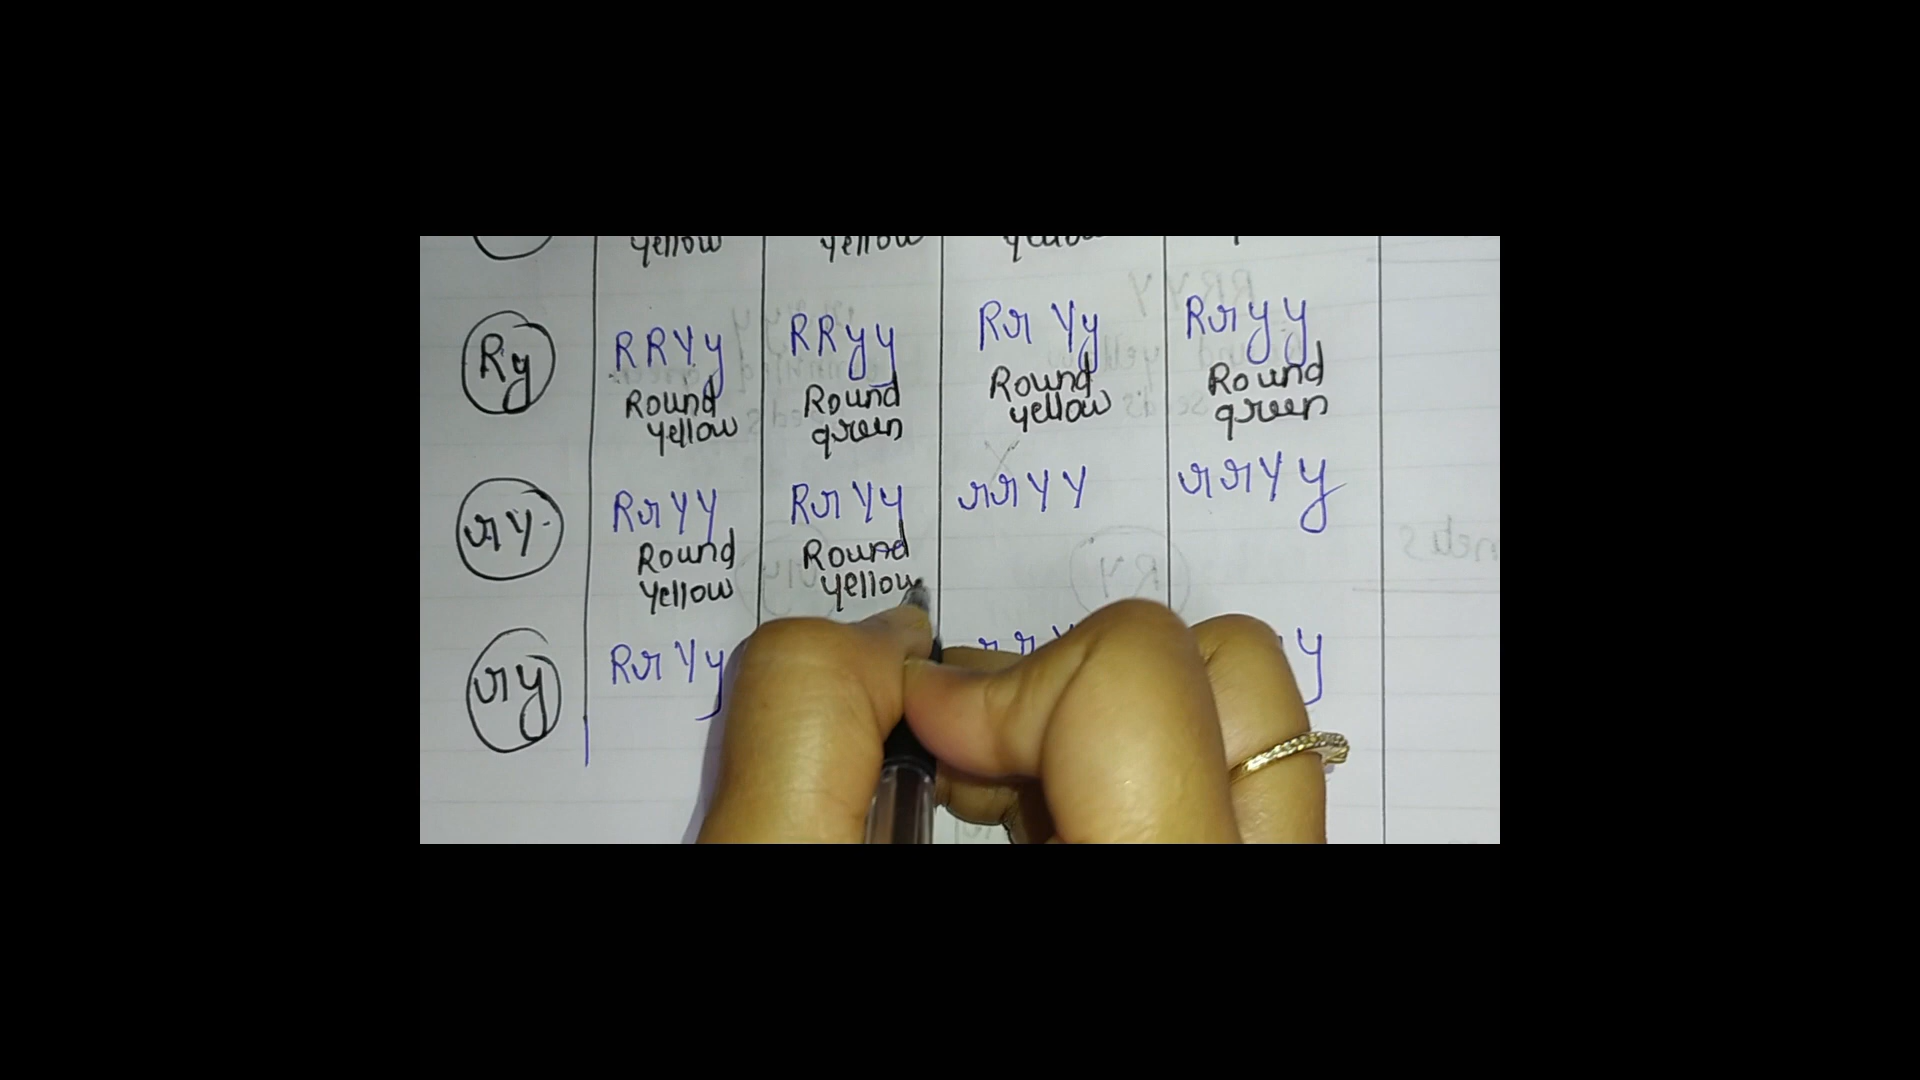 yellow yellow yellow
Ry RRYy RRyy RrYy Rryy
Round Round Round Round
yellow green yellow green
rY RrYY RrYy rrYY rrYy
Round Round
Yellow yellow
ry RrYy